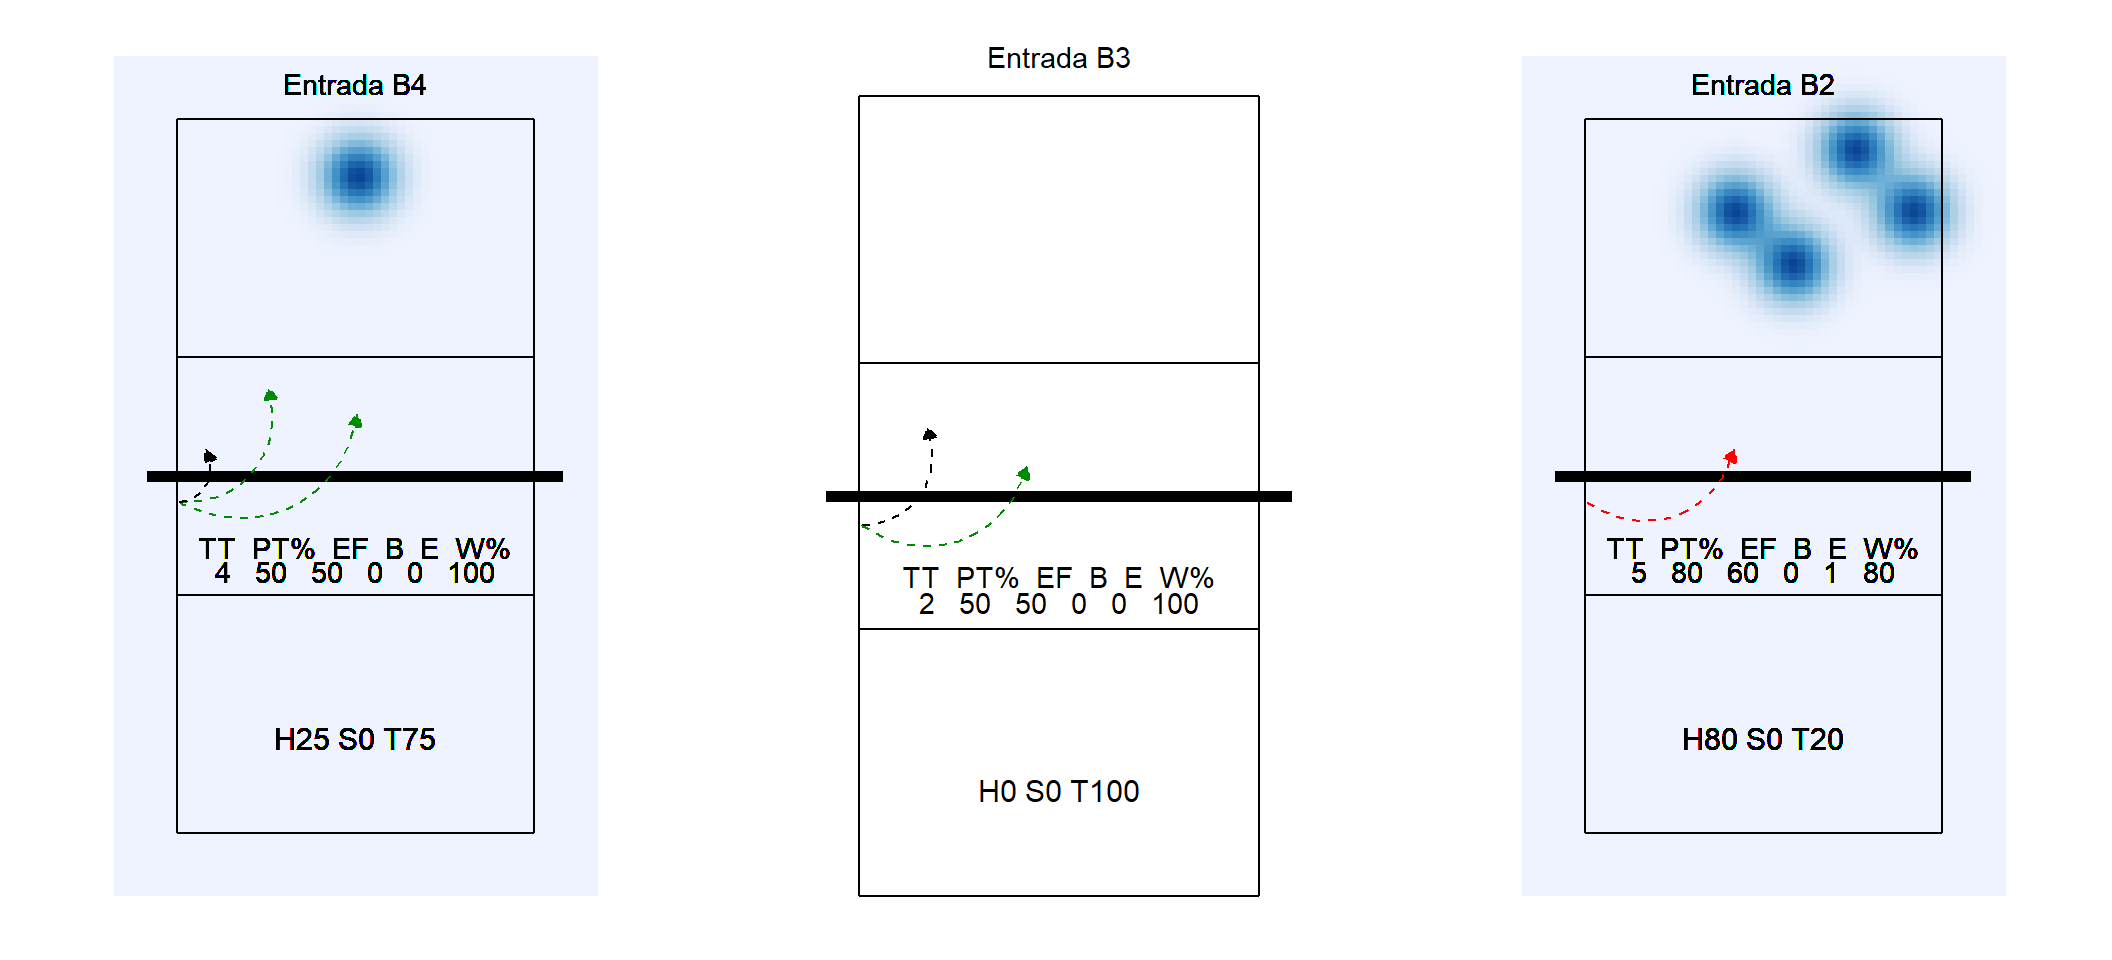 Entrada B4
TT PT% EF B E W%
4 50 50 0 0 100
H25 S0 T75
Entrada B3
TT PT% EF B E W%
2 50 50 0 0 100
H0 S0 T100
Entrada B2
TT PT% EF B E W%
5 80 60 0 1 80
H80 S0 T20